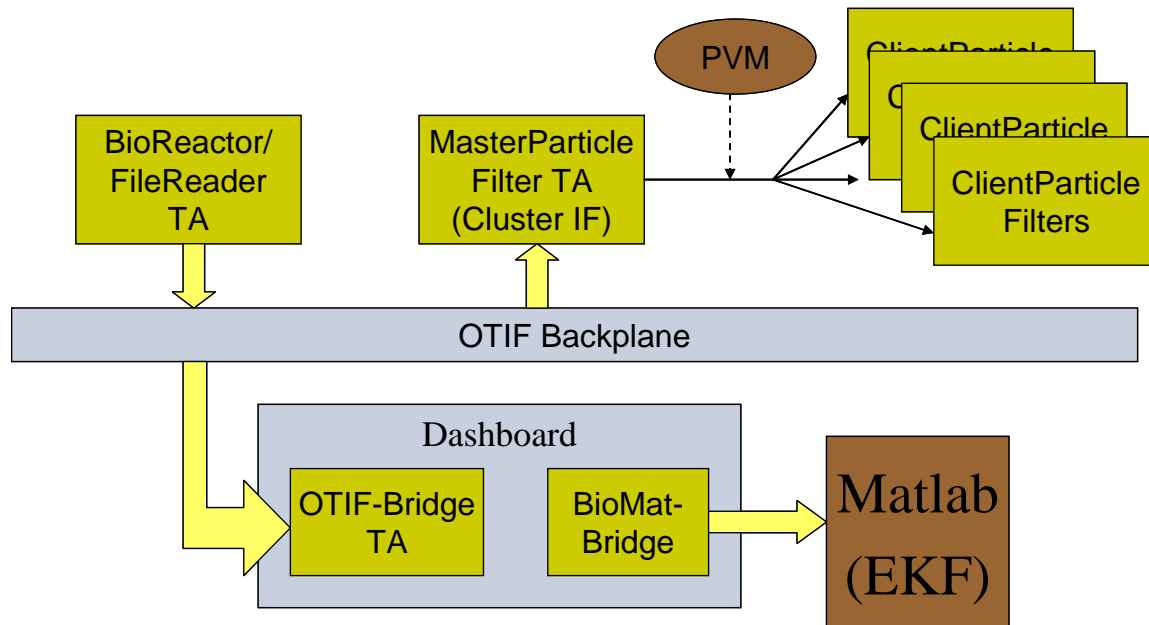 PVM
ClientParticle
C
ClientParticle
ClientParticle
Filters
BioReactor/
FileReader
TA
MasterParticle
Filter TA
(Cluster IF)
OTIF Backplane
Dashboard
OTIF-Bridge
TA
BioMat-
Bridge
Matlab
(EKF)